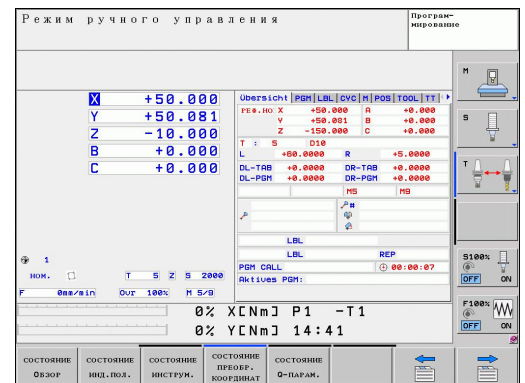 Режим ручного управления
Програм-
мирование
X +50.000
Y +50.081
Z -10.000
B +0.000
C +0.000
Übersicht PGM LBL CYC M POS TOOL TT
РЕФ.НО X +50.000 A +0.000
Y +50.081 B +0.000
Z -150.000 C +0.000
T : 5 D10
L +60.0000 R +5.0000
DL-TAB +0.0000 DR-TAB +0.0000
DL-PGM +0.0000 DR-PGM +0.0000
M5 M9
LBL
LBL REP
PGM CALL 00:00:07
Aktives PGM:
1
НОМ. T 5 Z S 2000
F 0mm/min Ovr 100% M 5/9
0% X[Nm] P1 -T1
0% Y[Nm] 14:41
M
S
T
S100%
OFF ON
F100%
OFF ON
СОСТОЯНИЕ ОБЗОР
СОСТОЯНИЕ ИНД.ПОЛ.
СОСТОЯНИЕ ИНСТРУМ.
СОСТОЯНИЕ ПРЕОБР. КООРДИНАТ
СОСТОЯНИЕ Q-ПАРАМ.